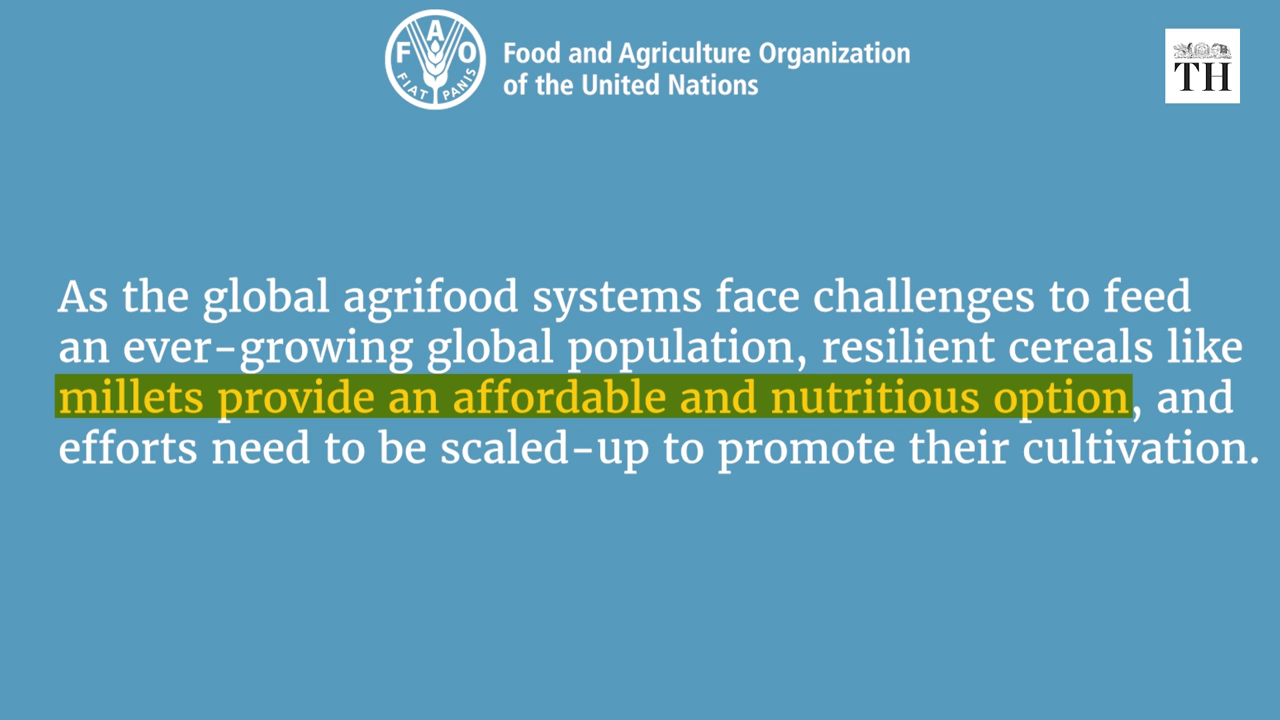 FAO
FIAT PANIS
Food and Agriculture Organization
of the United Nations
TH
As the global agrifood systems face challenges to feed
an ever-growing global population, resilient cereals like
millets provide an affordable and nutritious option, and
efforts need to be scaled-up to promote their cultivation.